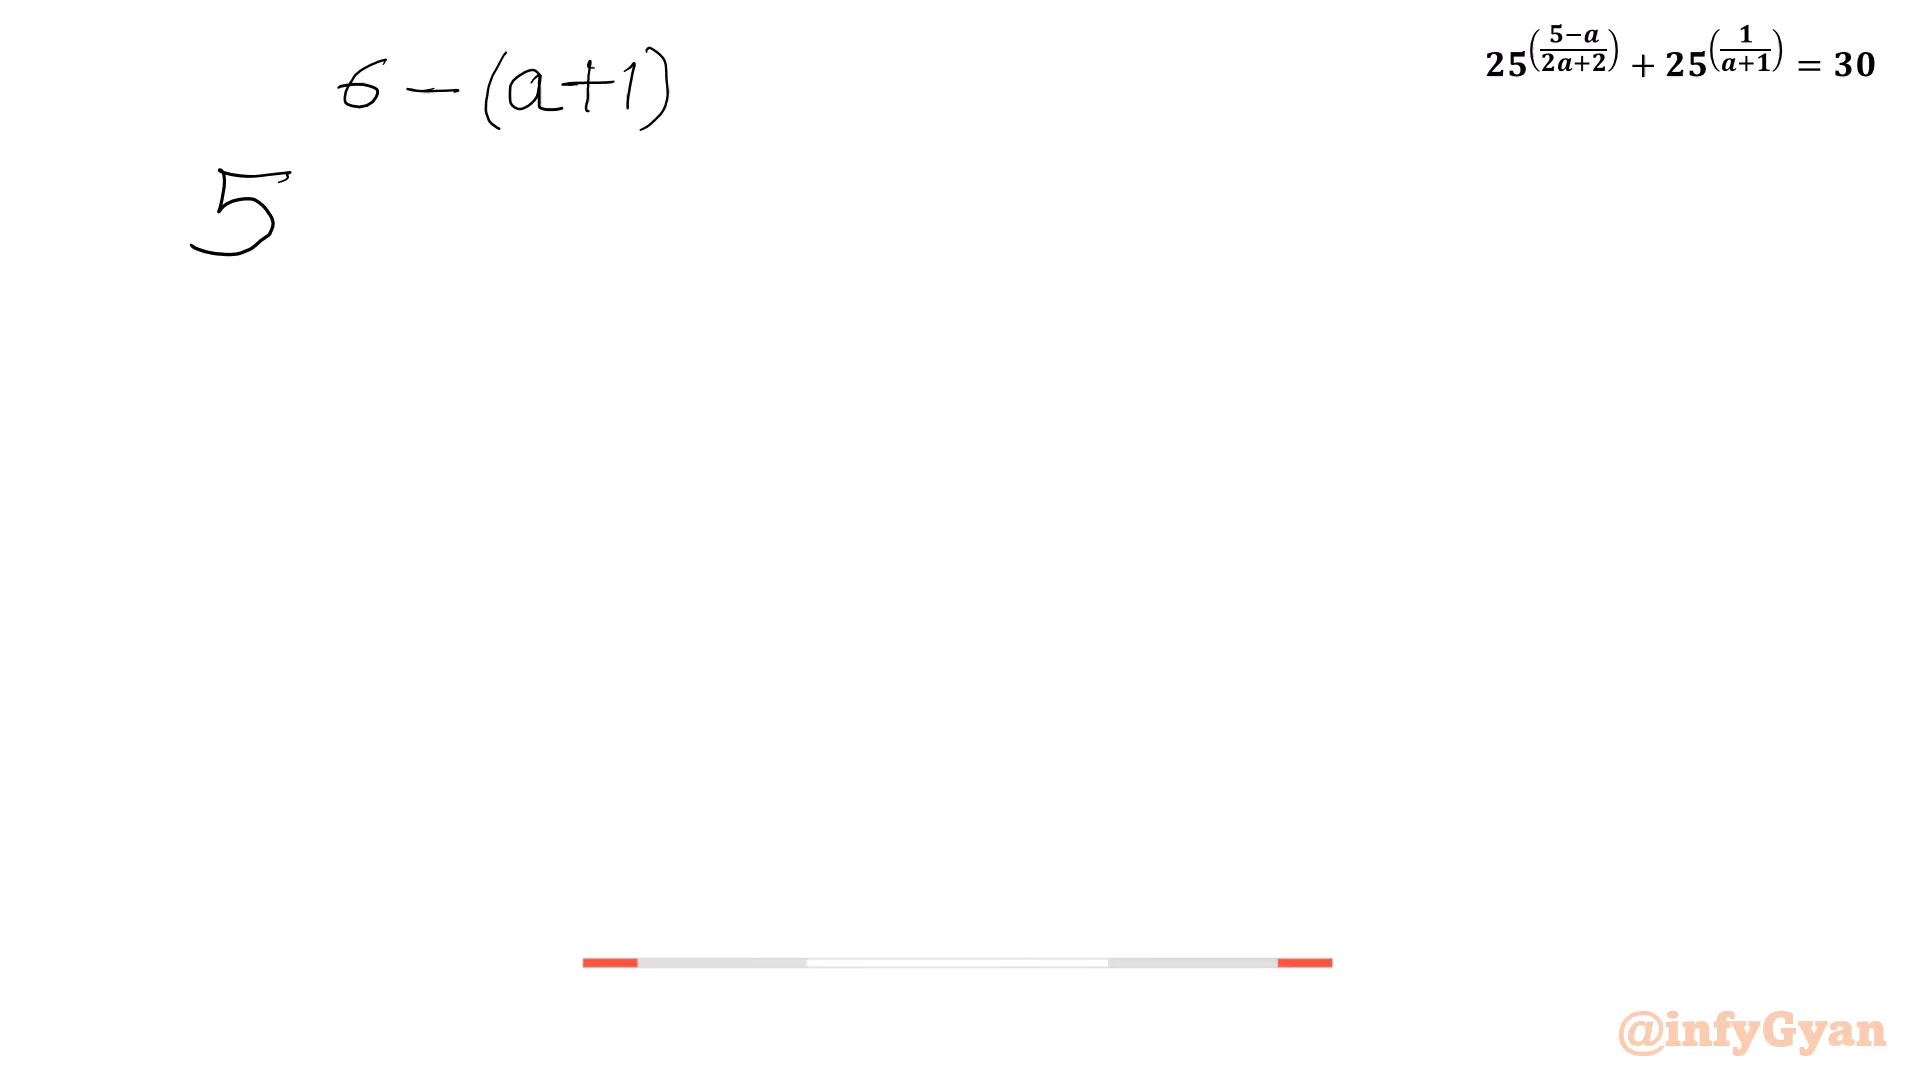 6 - (a+1)
5
25^((5-a)/(2a+2)) + 25^(1/(a+1)) = 30
@infyGyan